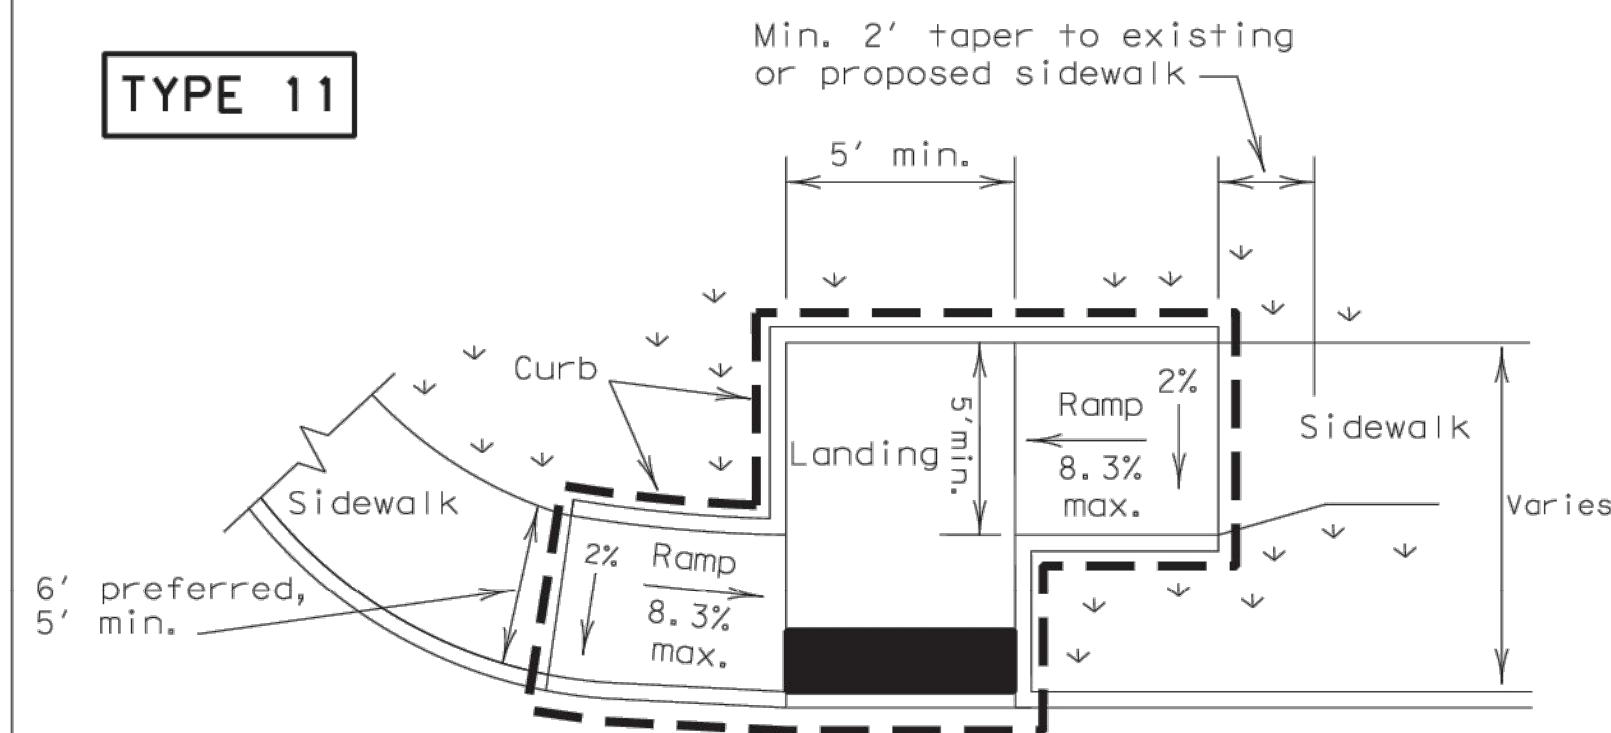 TYPE 11
Min. 2' taper to existing
or proposed sidewalk
5' min.
Curb
2%
Ramp
8.3%
max.
Sidewalk
Landing
5'min.
Varies
Sidewalk
2%
Ramp
8.3%
max.
6' preferred,
5' min.